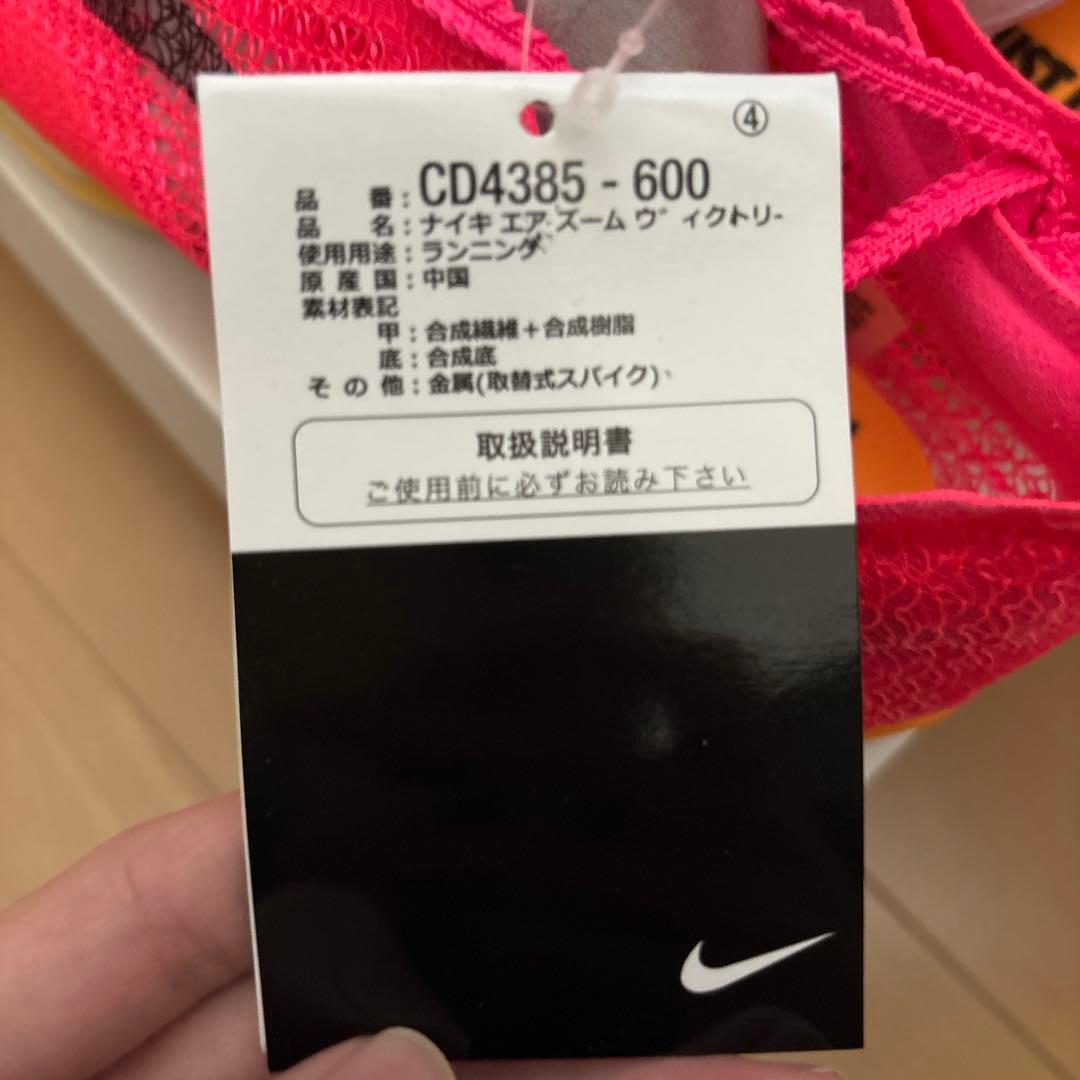 ④
品 番：CD4385-600
品 名：ナイキ エア ズーム ヴィクトリ-
使用用途：ランニング
原産国：中国
素材表記
甲：合成繊維＋合成樹脂
底：合成底
その他：金属(取替式スパイク)
取扱説明書
ご使用前に必ずお読み下さい